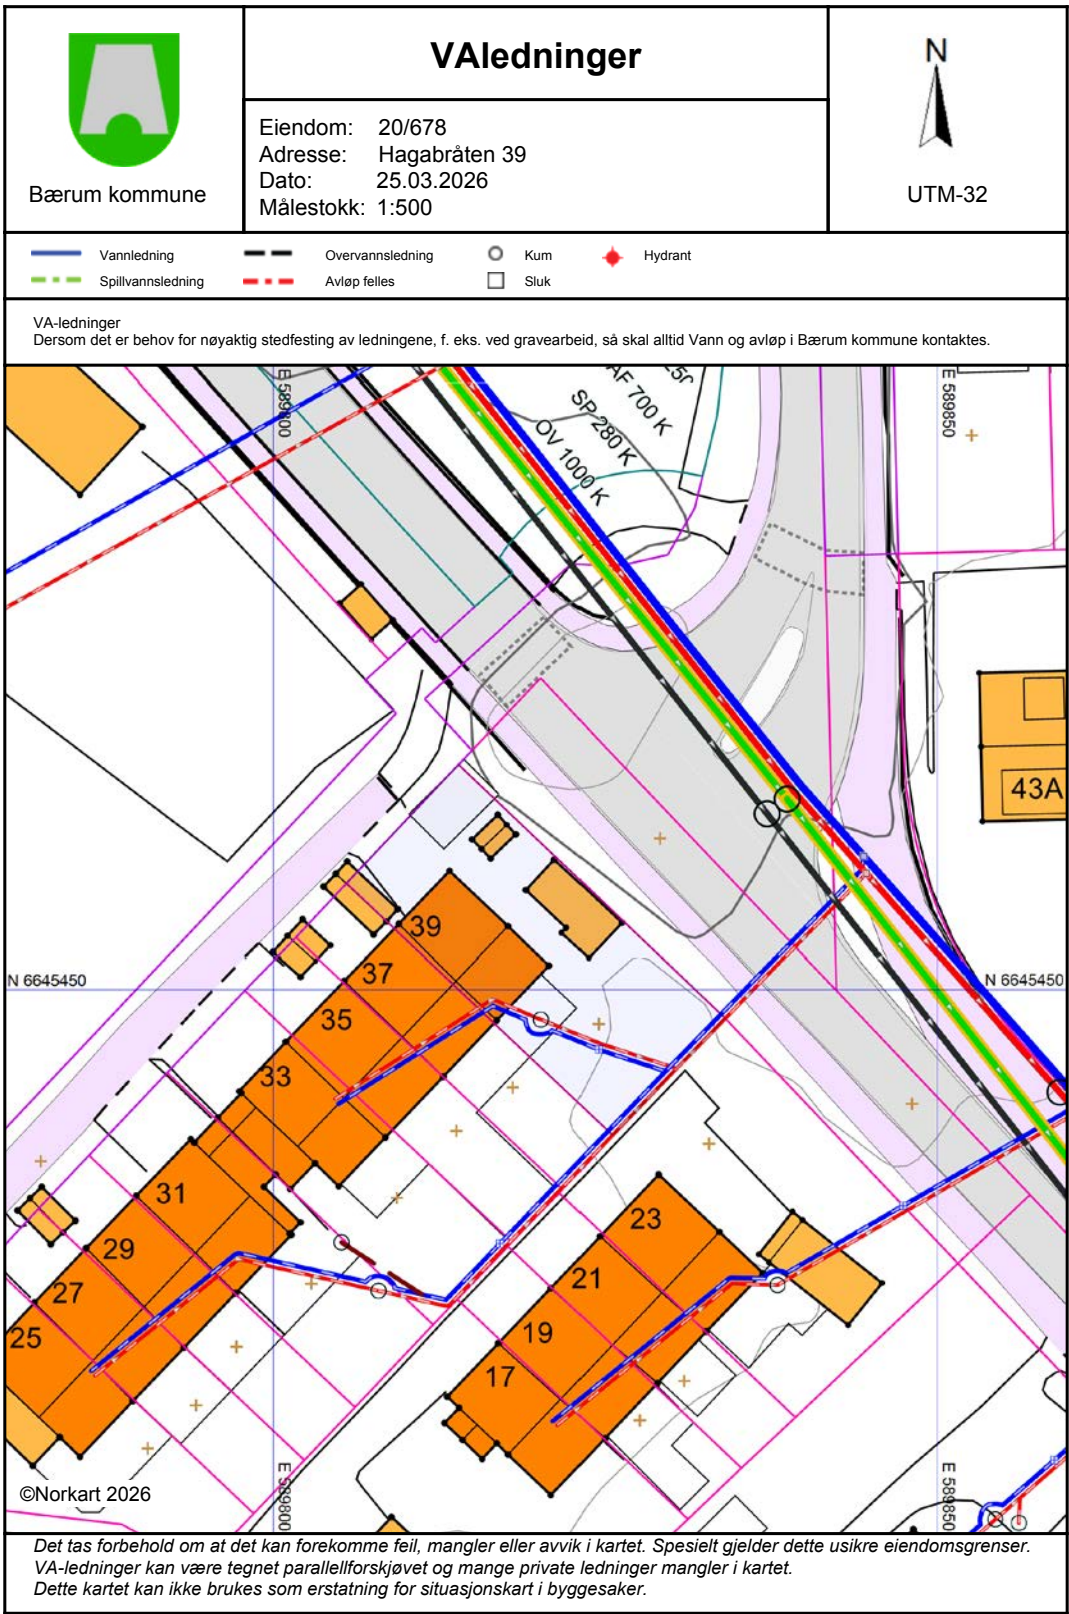 VAledninger
Bærum kommune
Eiendom: 20/678
Adresse: Hagabråten 39
Dato: 25.03.2026
Målestokk: 1:500
N
UTM-32
Vannledning
Overvannsledning
Kum
Hydrant
Spillvannsledning
Avløp felles
Sluk
VA-ledninger
Dersom det er behov for nøyaktig stedfesting av ledningene, f. eks. ved gravearbeid, så skal alltid Vann og avløp i Bærum kommune kontaktes.
E 589800
E 589850
AF 700 K
SP 280 K
OV 1000 K
43A
39
37
35
33
N 6645450
N 6645450
31
29
27
25
23
21
19
17
E 589800
E 589850
©Norkart 2026
Det tas forbehold om at det kan forekomme feil, mangler eller avvik i kartet. Spesielt gjelder dette usikre eiendomsgrenser.
VA-ledninger kan være tegnet parallellforskjøvet og mange private ledninger mangler i kartet.
Dette kartet kan ikke brukes som erstatning for situasjonskart i byggesaker.